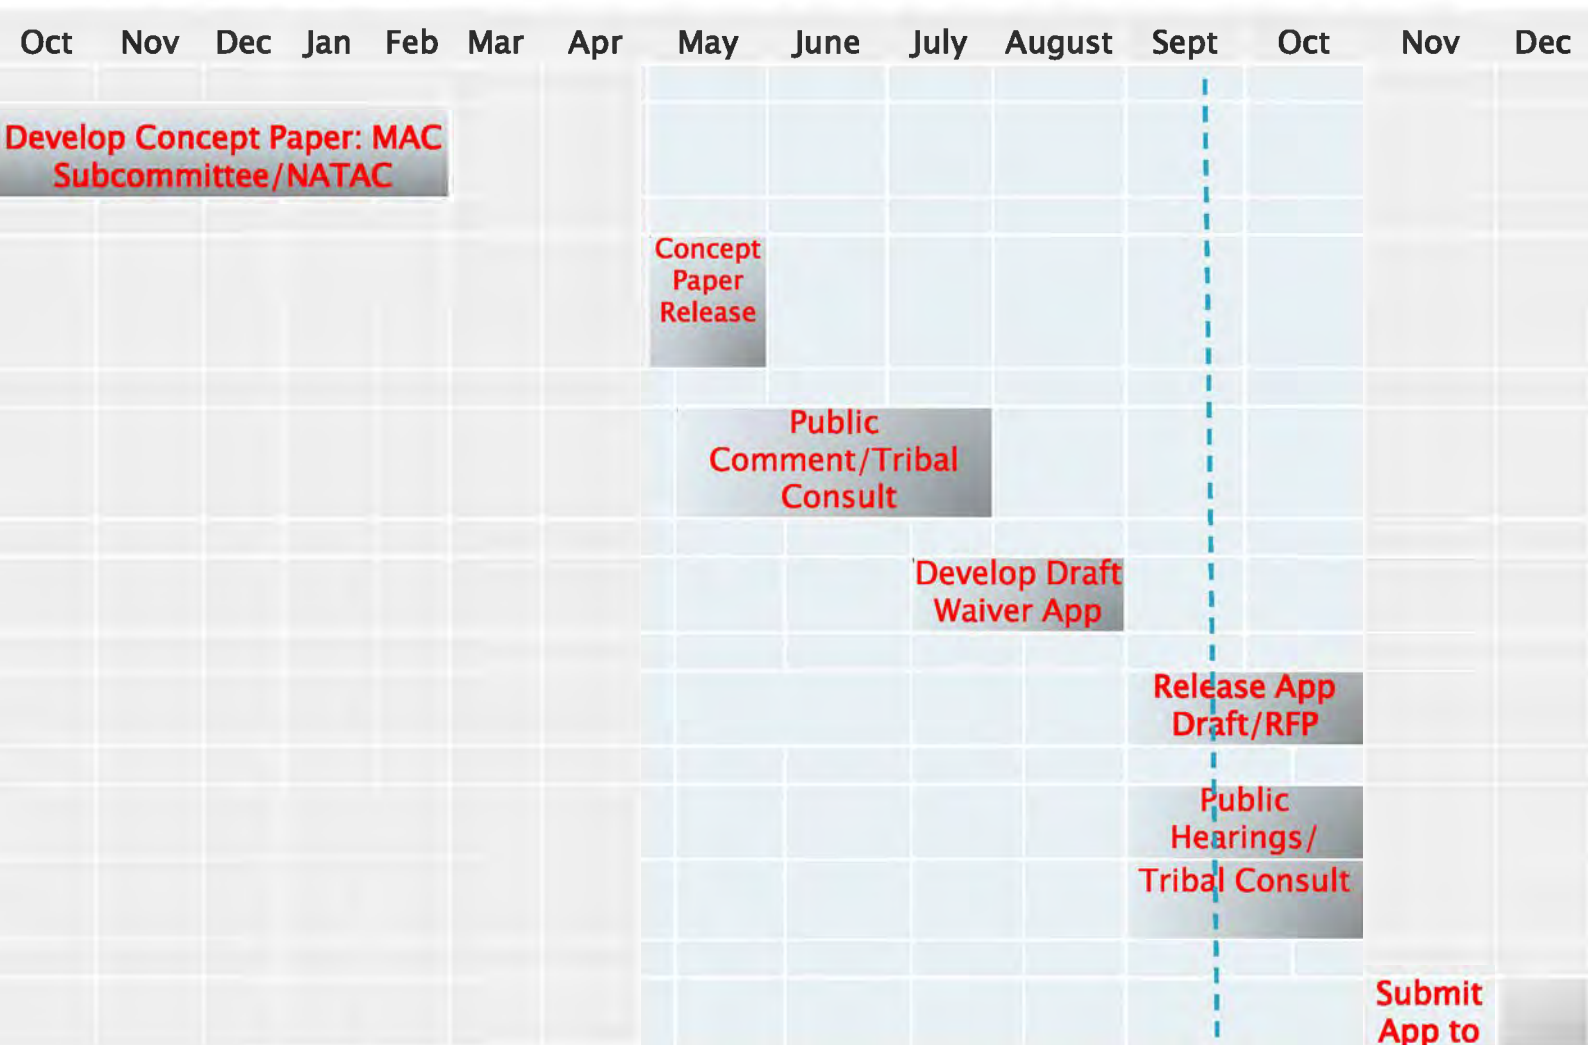 Oct Nov Dec Jan Feb Mar Apr May June July August Sept Oct Nov Dec
Develop Concept Paper: MAC
Subcommittee/NATAC
Concept
Paper
Release
Public
Comment/Tribal
Consult
Develop Draft
Waiver App
Release App
Draft/RFP
Public
Hearings/
Tribal Consult
Submit
App to